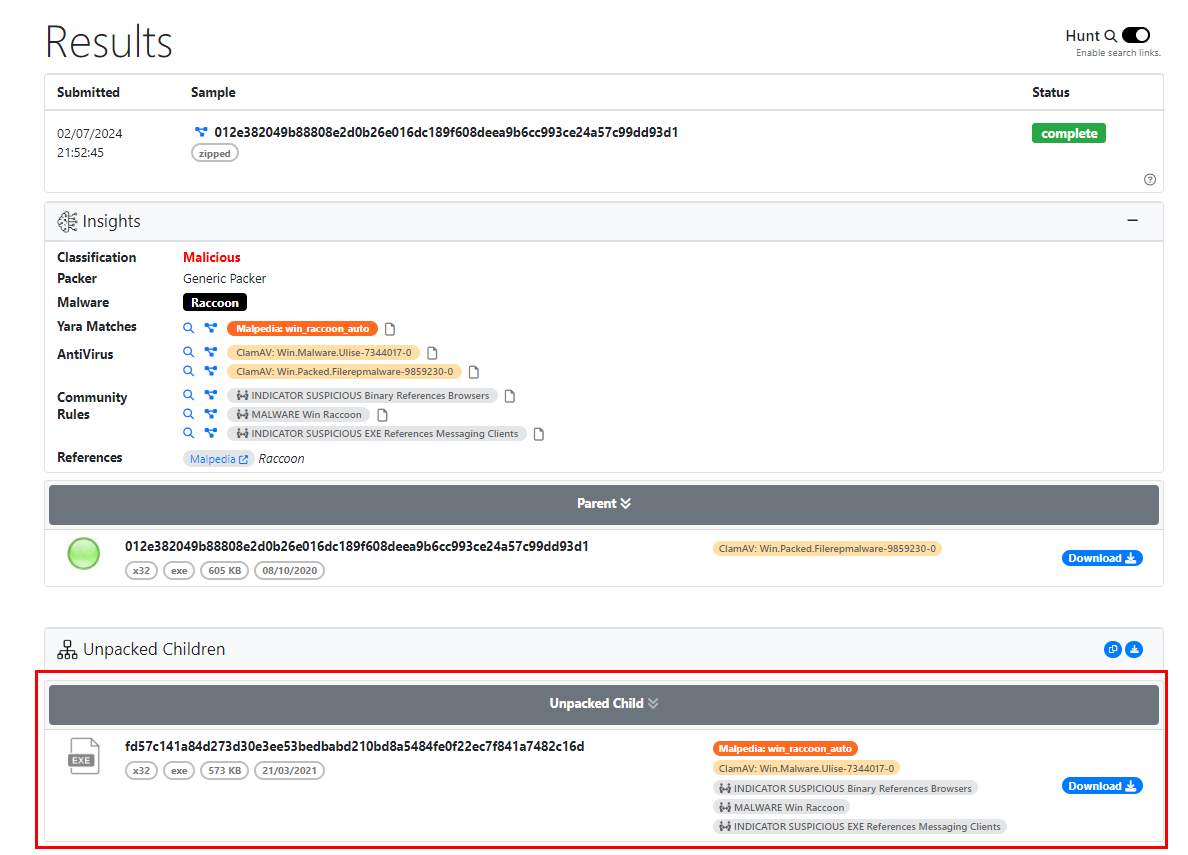 Results
Hunt
Enable search links.
Submitted Sample Status
02/07/2024
21:52:45
012e382049b88808e2d0b26e016dc189f608deea9b6cc993ce24a57c99dd93d1
zipped
complete
Insights
Classification Malicious
Packer Generic Packer
Malware Raccoon
Yara Matches Malpedia: win_raccoon_auto
AntiVirus ClamAV: Win.Malware.Ulise-7344017-0
ClamAV: Win.Packed.Filerepmalware-9859230-0
Community
Rules
INDICATOR SUSPICIOUS Binary References Browsers
MALWARE Win Raccoon
INDICATOR SUSPICIOUS EXE References Messaging Clients
References Malpedia Raccoon
Parent
012e382049b88808e2d0b26e016dc189f608deea9b6cc993ce24a57c99dd93d1
x32 exe 605 KB 08/10/2020
ClamAV: Win.Packed.Filerepmalware-9859230-0
Download
Unpacked Children
Unpacked Child
EXE
fd57c141a84d273d30e3ee53bedbabd210bd8a5484fe0f22ec7f841a7482c16d
x32 exe 573 KB 21/03/2021
Malpedia: win_raccoon_auto
ClamAV: Win.Malware.Ulise-7344017-0
INDICATOR SUSPICIOUS Binary References Browsers
MALWARE Win Raccoon
INDICATOR SUSPICIOUS EXE References Messaging Clients
Download